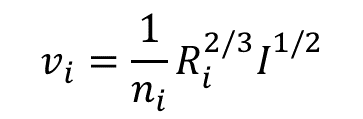 v_i = \frac{1}{n_i} R_i^{2/3} I^{1/2}